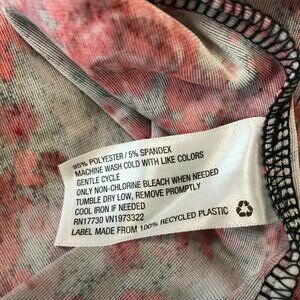 95% POLYESTER / 5% SPANDEX
MACHINE WASH COLD WITH LIKE COLORS
GENTLE CYCLE
ONLY NON-CHLORINE BLEACH WHEN NEEDED
TUMBLE DRY LOW, REMOVE PROMPTLY
COOL IRON IF NEEDED
RN17730 VN1973322
LABEL MADE FROM 100% RECYCLED PLASTIC